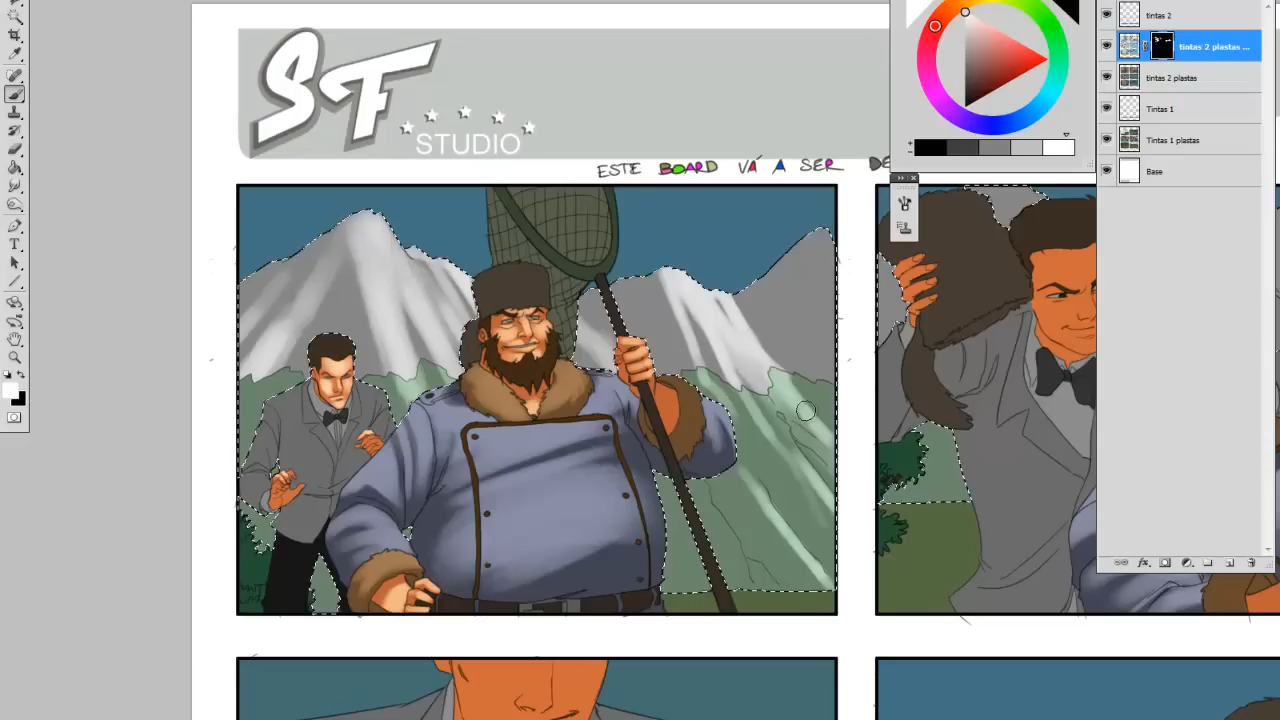 SF
STUDIO
ESTE BOARD VÁ A SER DE
tintas 2
tintas 2 plastas ...
tintas 2 plastas
Tintas 1
Tintas 1 plastas
Base